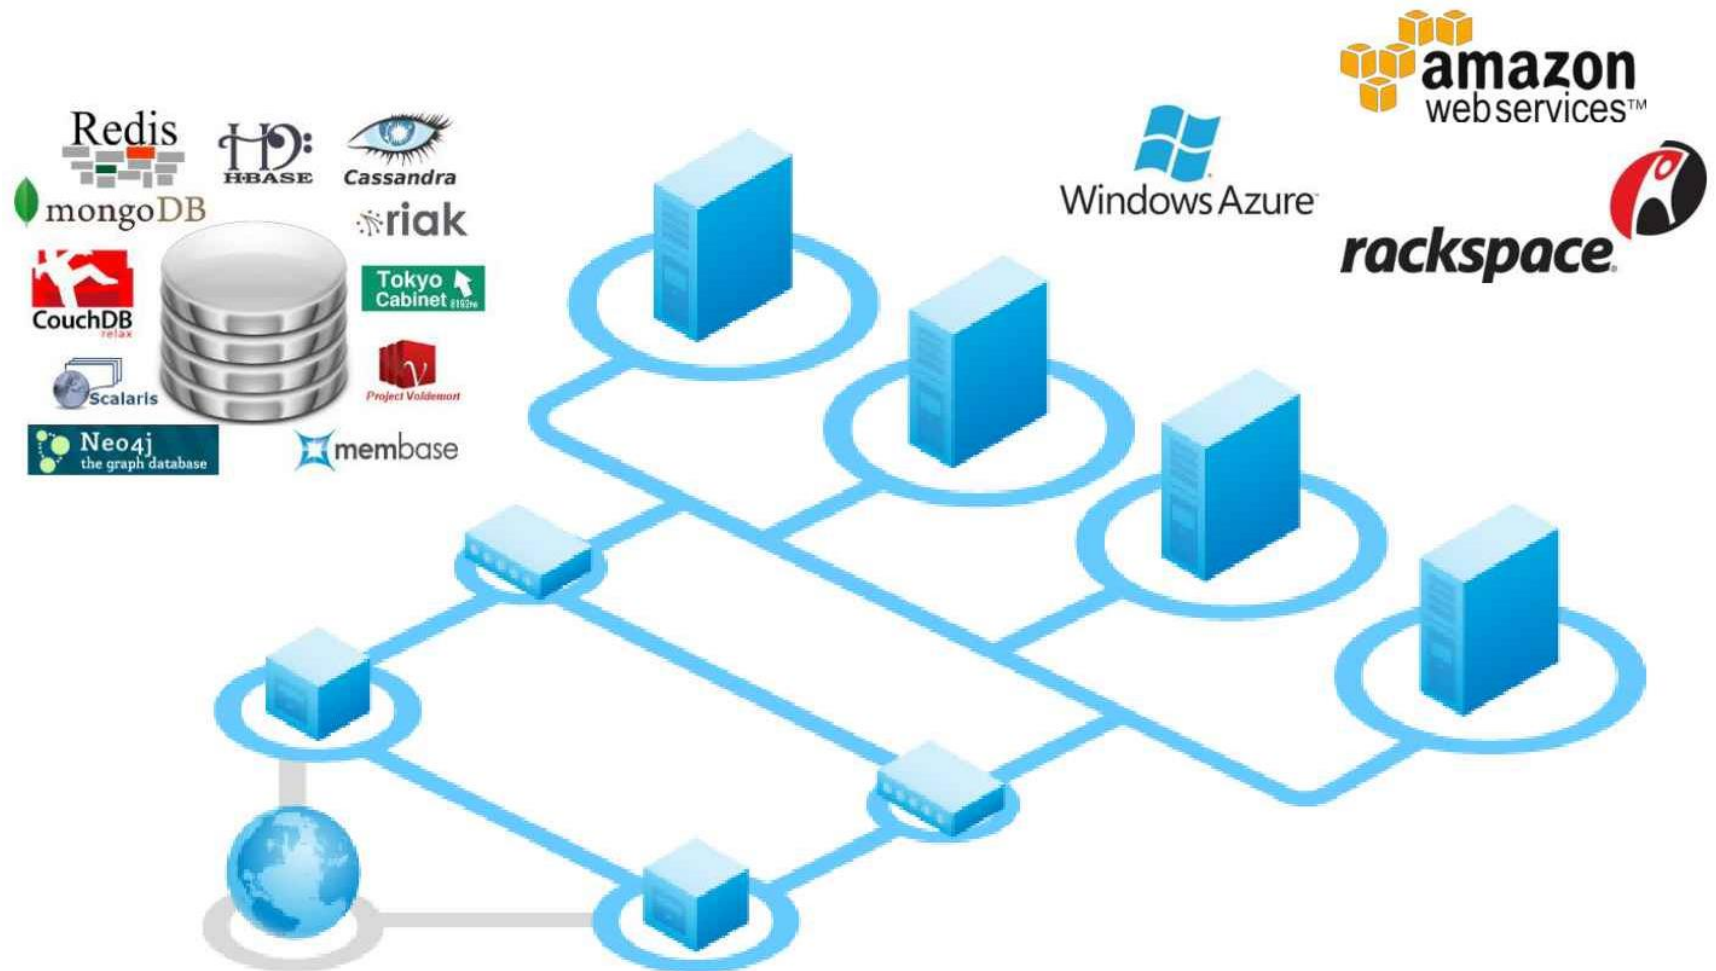 amazon
webservices™
Windows Azure
rackspace
Redis
HBASE
Cassandra
mongoDB
riak
CouchDB
relax
Tokyo
Cabinet
Scalaris
V
Project Voldemort
Neo4j
the graph database
membase